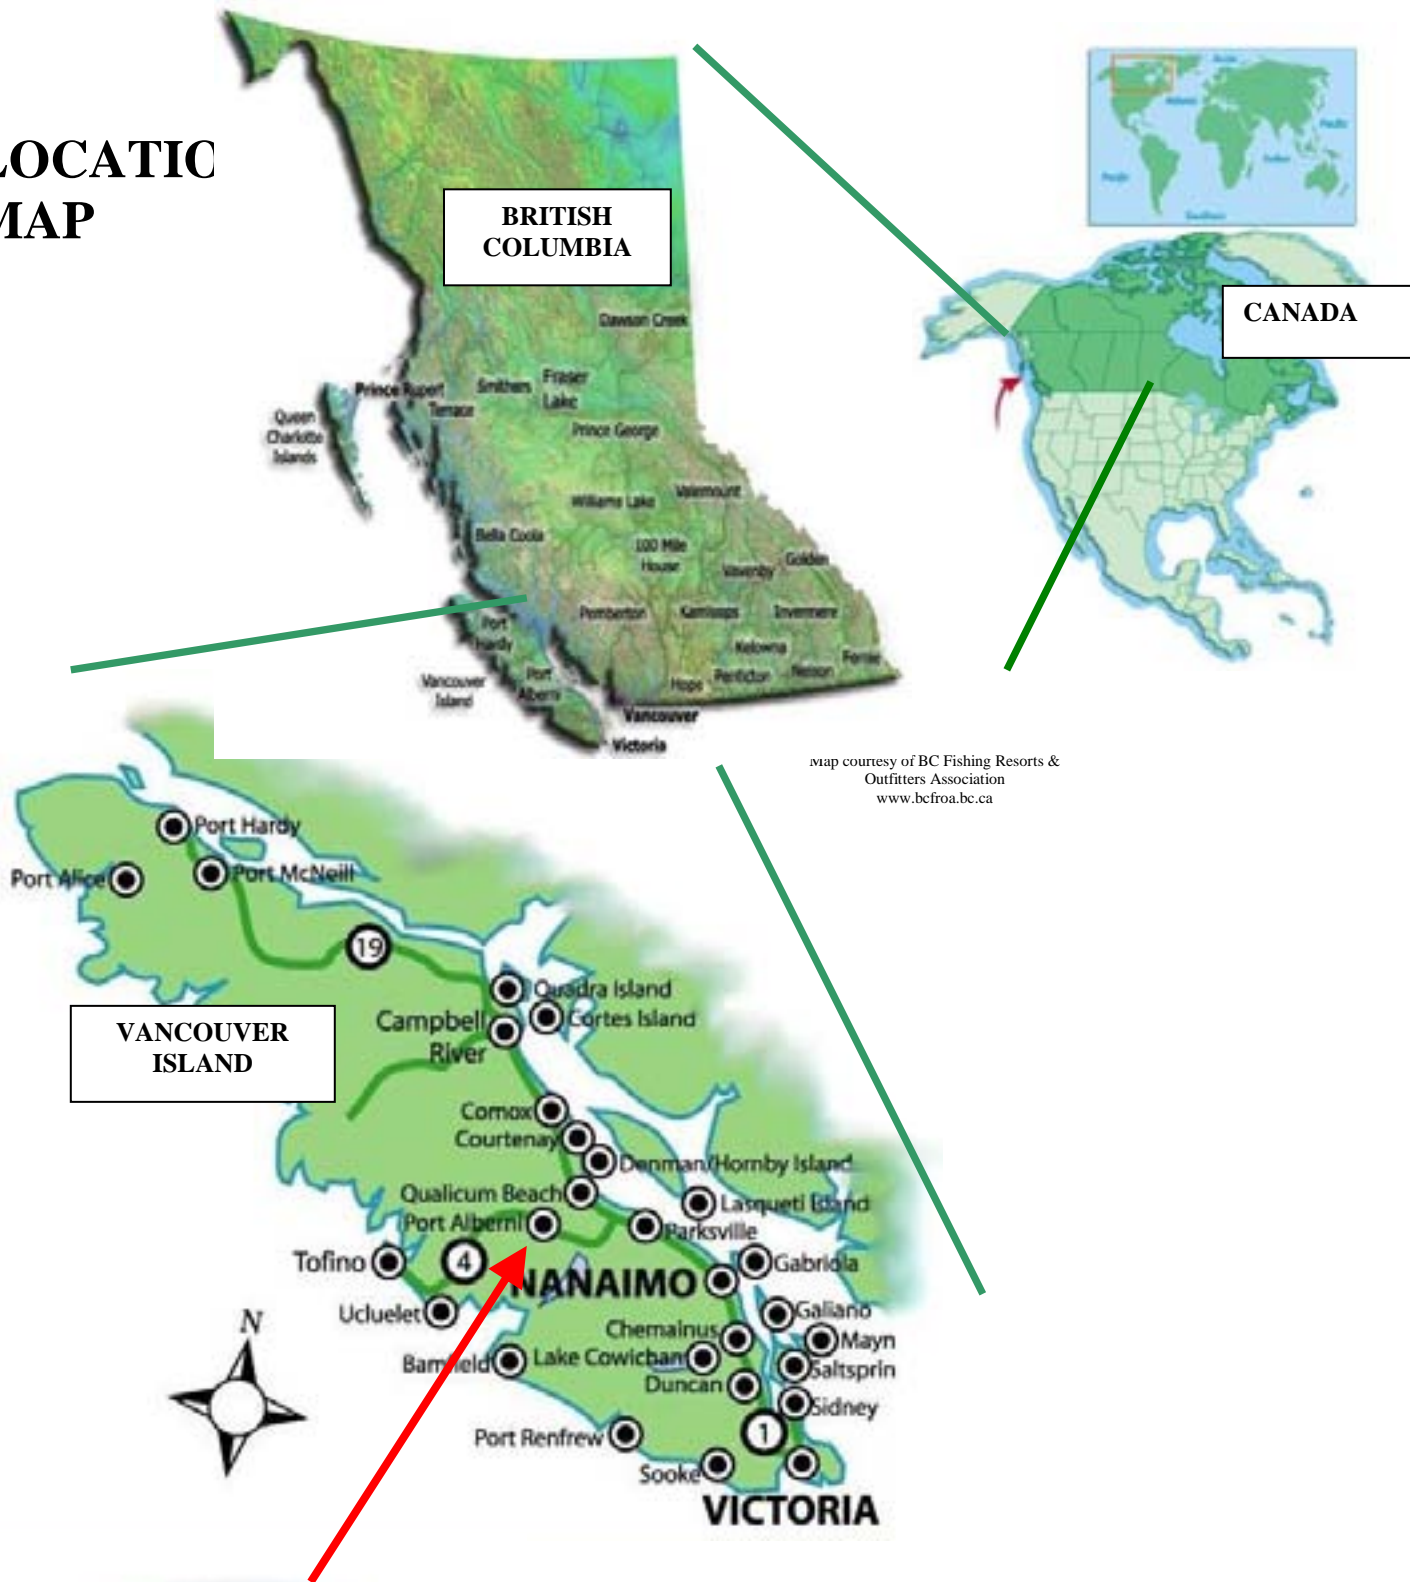 LOCATIO
MAP
BRITISH
COLUMBIA
Dawson Creek
Prince Rupert
Smithers
Fraser
Lake
Terrace
Queen
Charlotte
Islands
Prince George
Williams Lake
Valemount
Bella Coola
100 Mile
House
Vavenby
Golden
Pemberton
Kamloops
Invermere
Port
Hardy
Kelowna
Fernie
Vancouver
Island
Port
Alberni
Hope
Penticton
Nelson
Vancouver
Victoria
Pacific
Pacific
CANADA
Map courtesy of BC Fishing Resorts &
Outfitters Association
www.bcfroa.bc.ca
Port Hardy
Port Alice
Port McNeill
19
Quadra Island
Cortes Island
Campbell
River
VANCOUVER
ISLAND
Comox
Courtenay
Denman/Hornby Island
Qualicum Beach
Lasqueti Island
Port Alberni
Parksville
Tofino
4
Gabriola
NANAIMO
Ucluelet
Galiano
Chemainus
Mayn
Bamfield
Lake Cowichan
Saltsprin
Duncan
Sidney
1
Port Renfrew
Sooke
VICTORIA
N